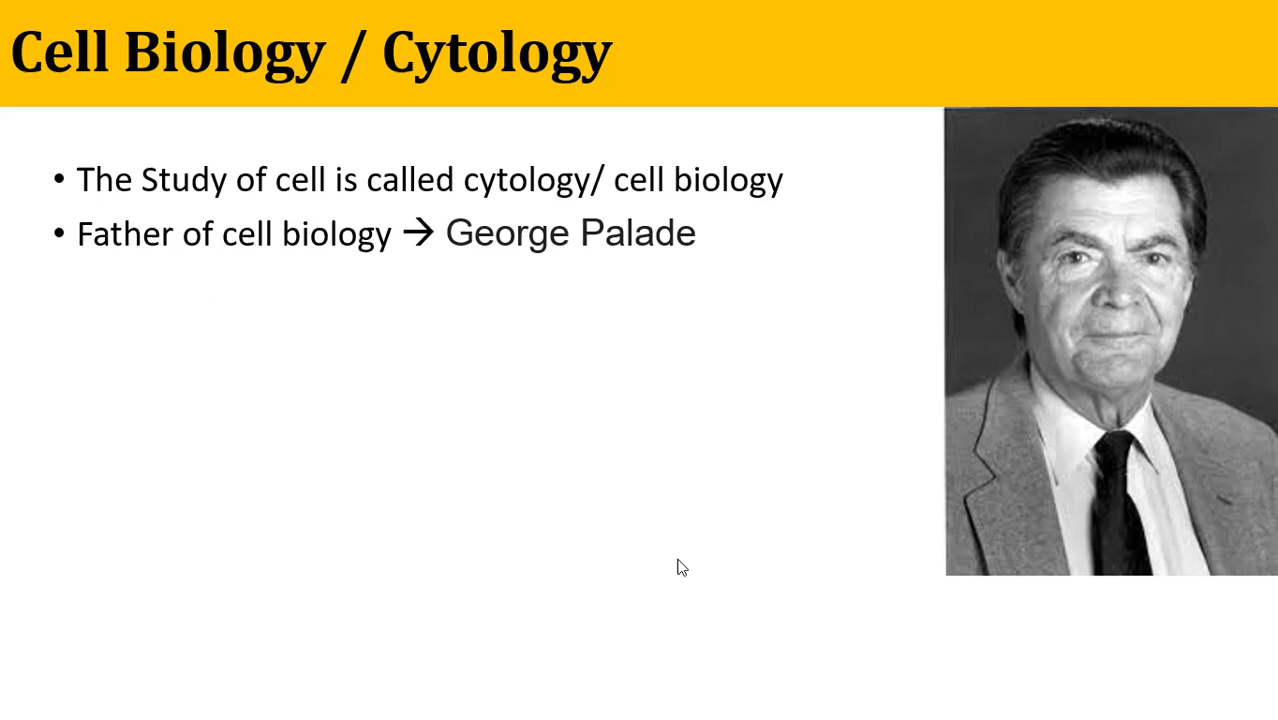 Cell Biology / Cytology
• The Study of cell is called cytology/ cell biology
• Father of cell biology → George Palade